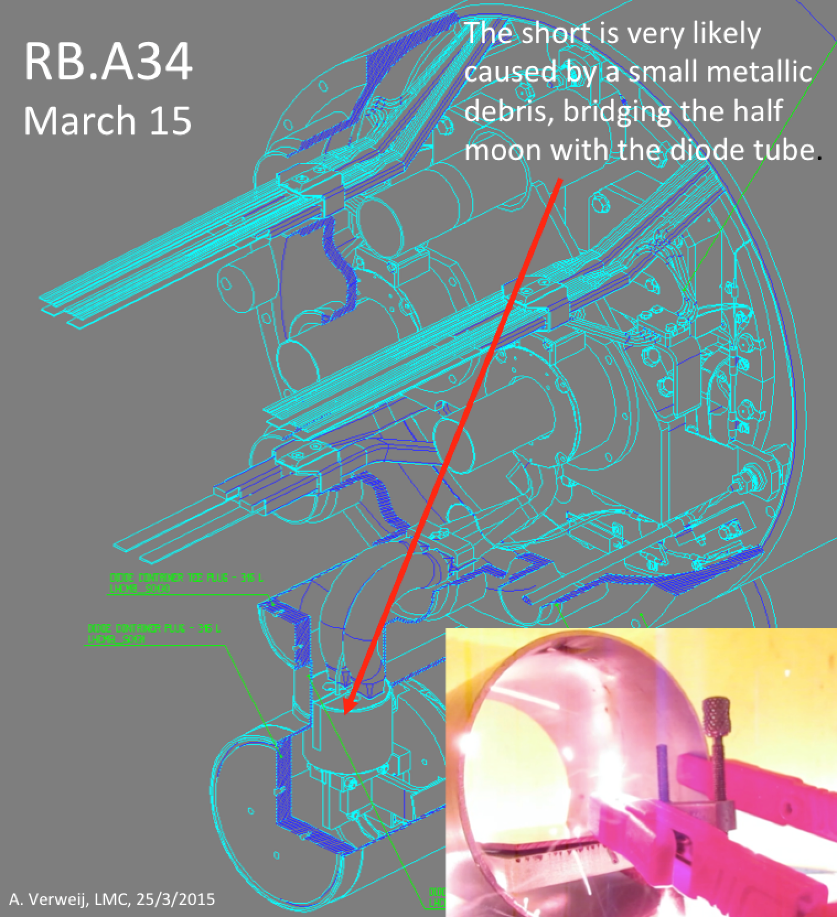 RB.A34
March 15
The short is very likely
caused by a small metallic
debris, bridging the half
moon with the diode tube.
DIODE CONTAINER TEE PLUG - 316 L
DIODE CONTAINER PLUG - 316 L
A. Verweij, LMC, 25/3/2015